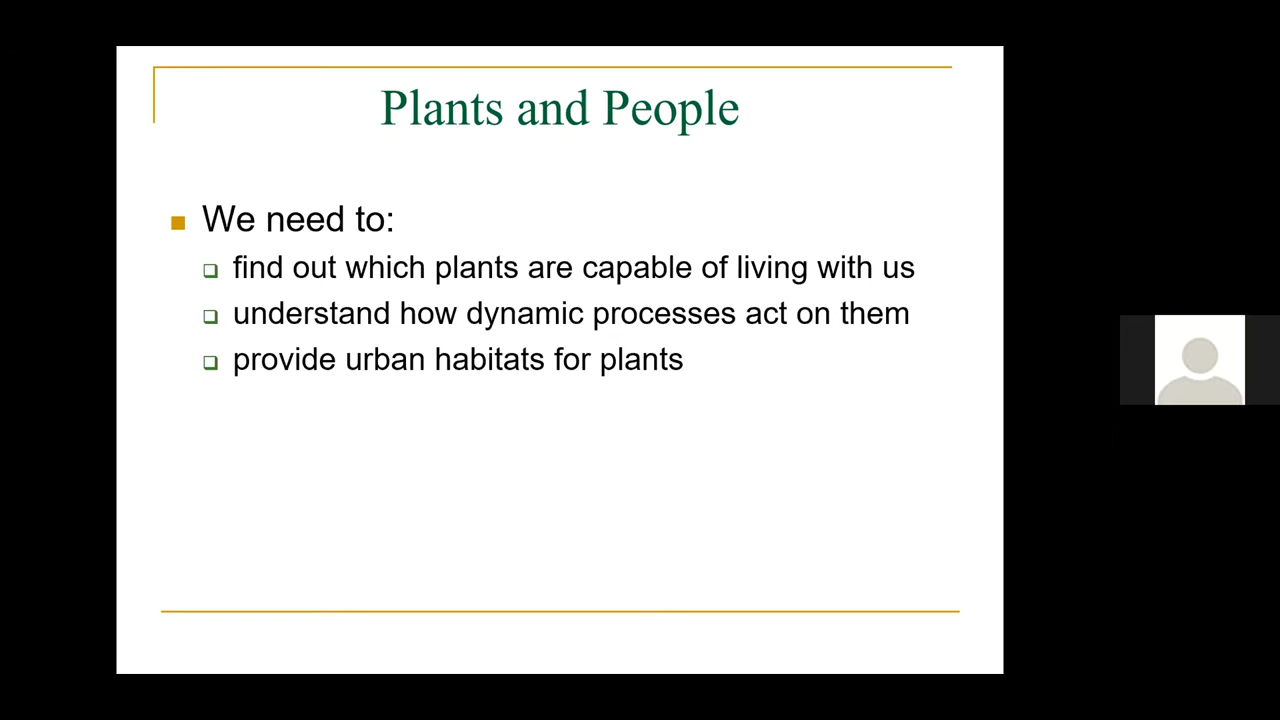 Plants and People
We need to:
find out which plants are capable of living with us
understand how dynamic processes act on them
provide urban habitats for plants